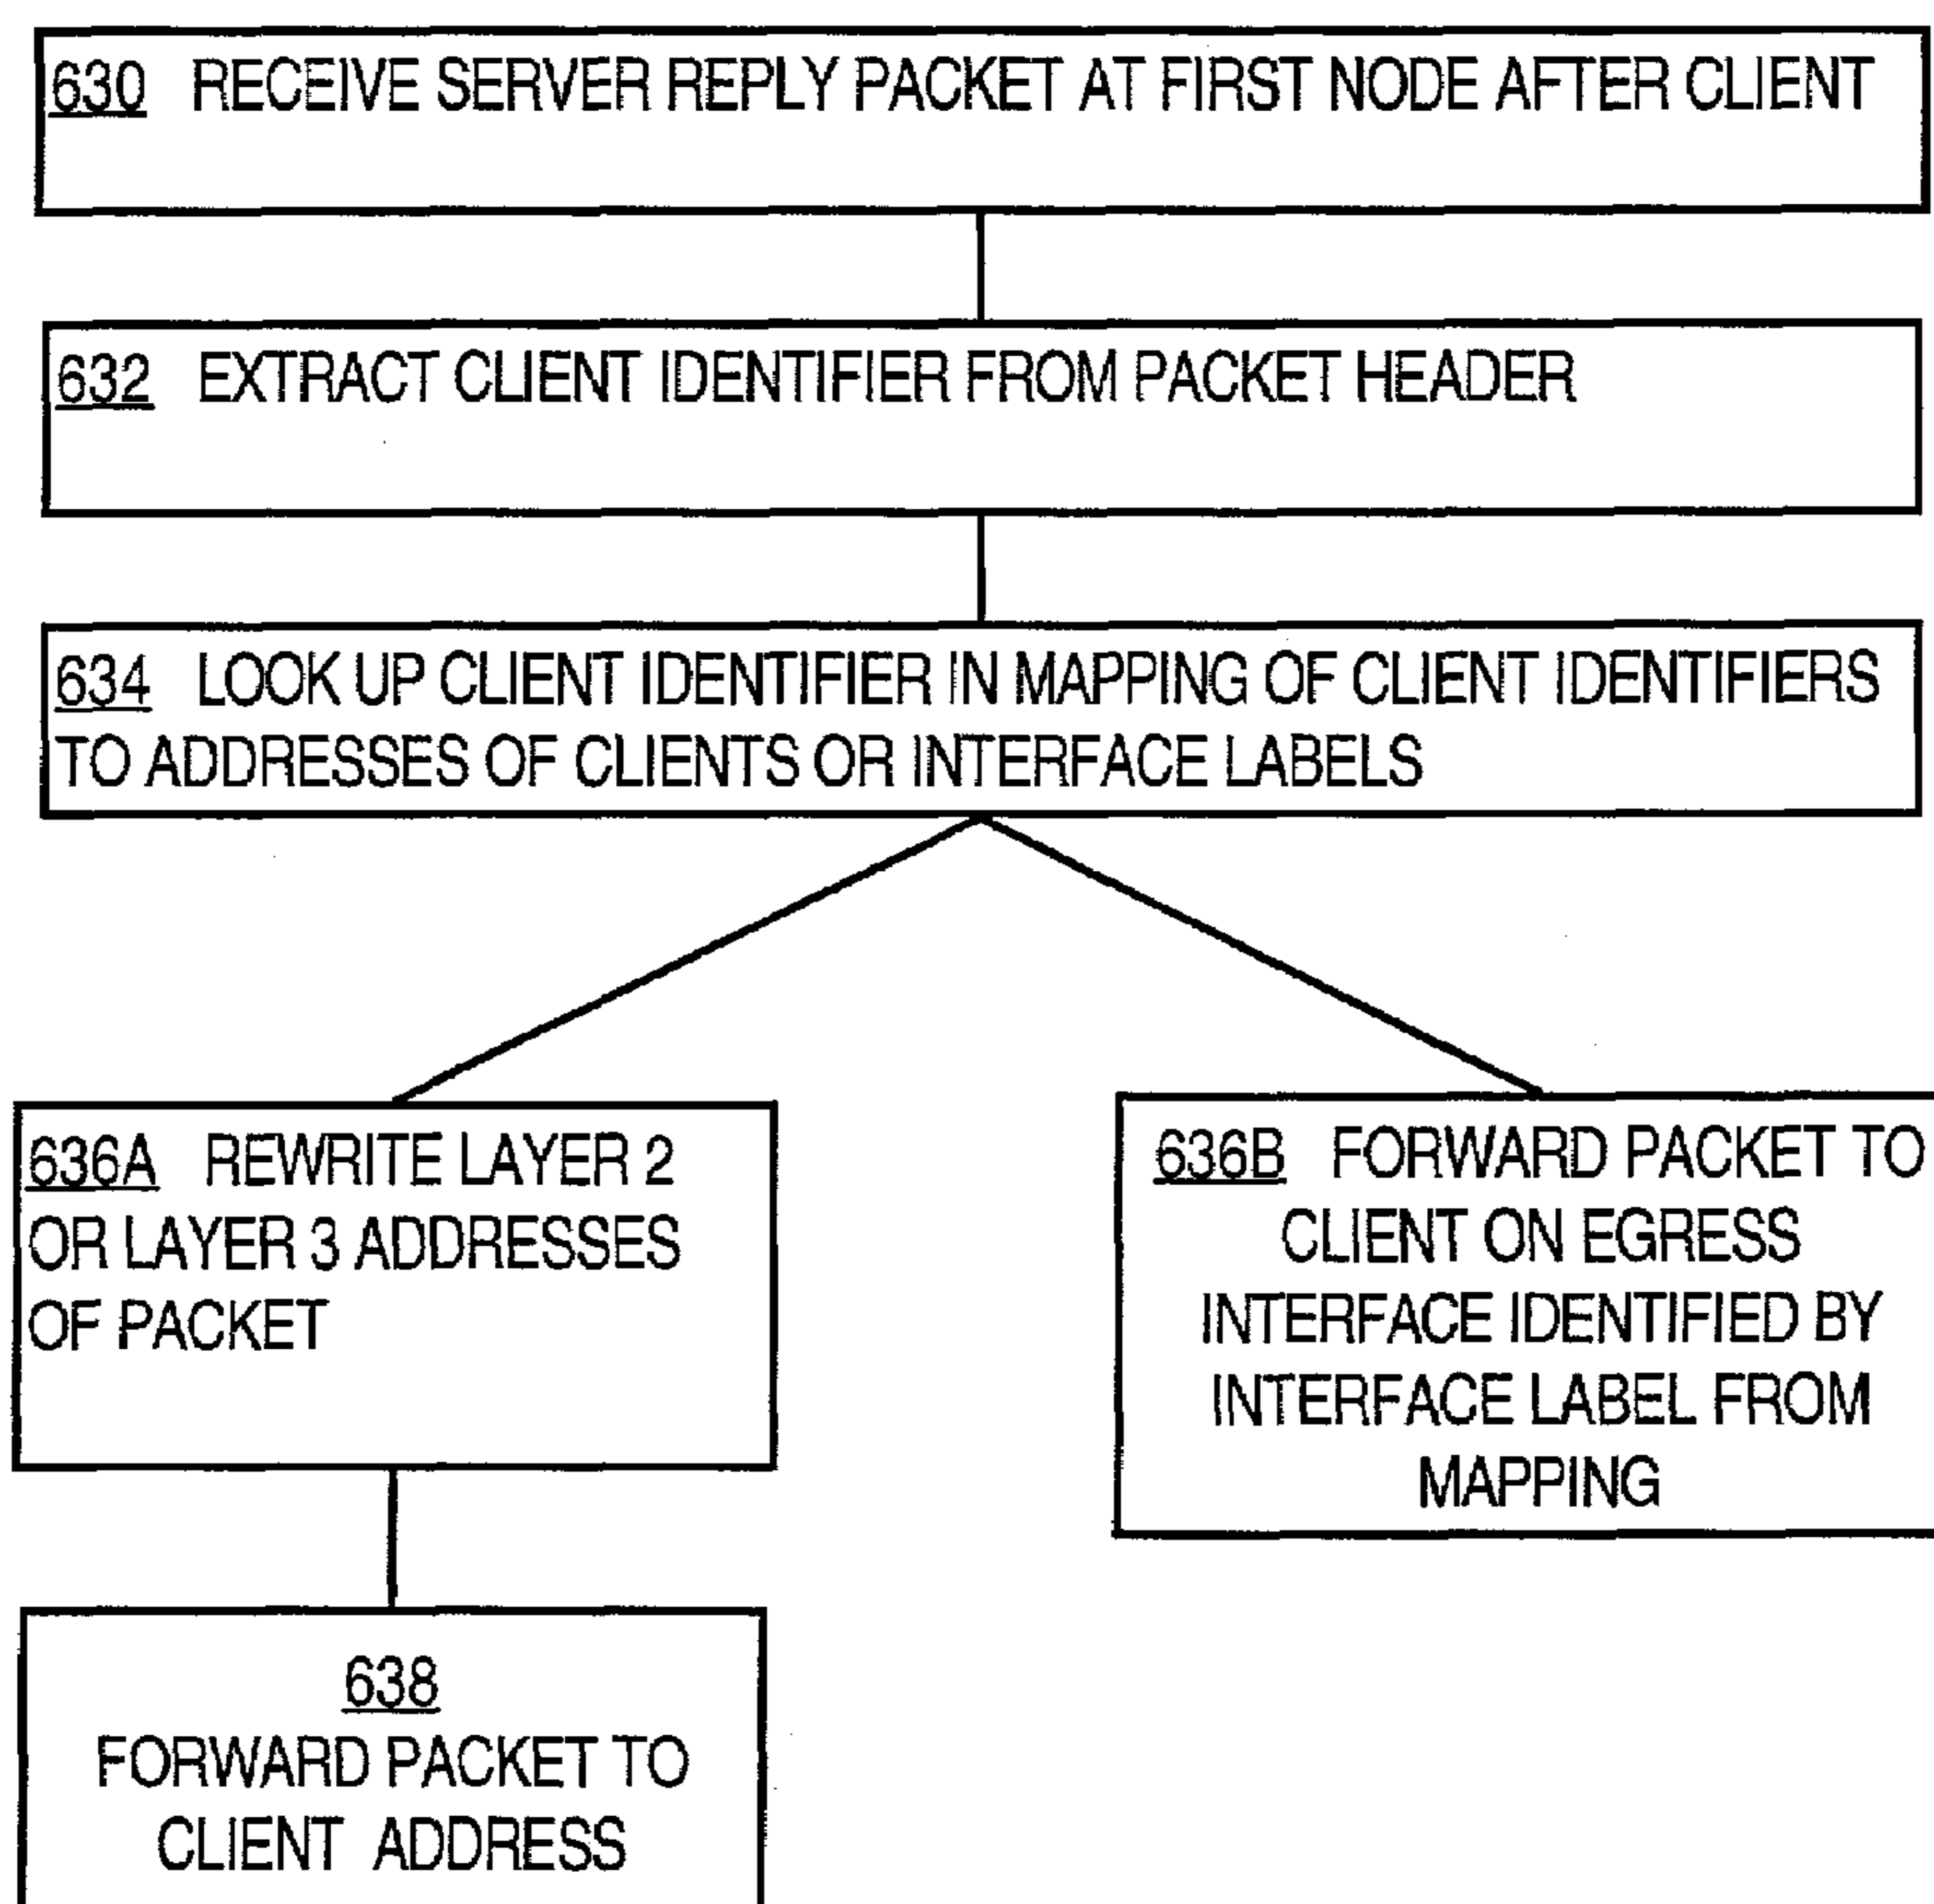 630 RECEIVE SERVER REPLY PACKET AT FIRST NODE AFTER CLIENT
632 EXTRACT CLIENT IDENTIFIER FROM PACKET HEADER
634 LOOK UP CLIENT IDENTIFIER IN MAPPING OF CLIENT IDENTIFIERS
TO ADDRESSES OF CLIENTS OR INTERFACE LABELS
636A REWRITE LAYER 2
OR LAYER 3 ADDRESSES
OF PACKET
636B FORWARD PACKET TO
CLIENT ON EGRESS
INTERFACE IDENTIFIED BY
INTERFACE LABEL FROM
MAPPING
638
FORWARD PACKET TO
CLIENT ADDRESS